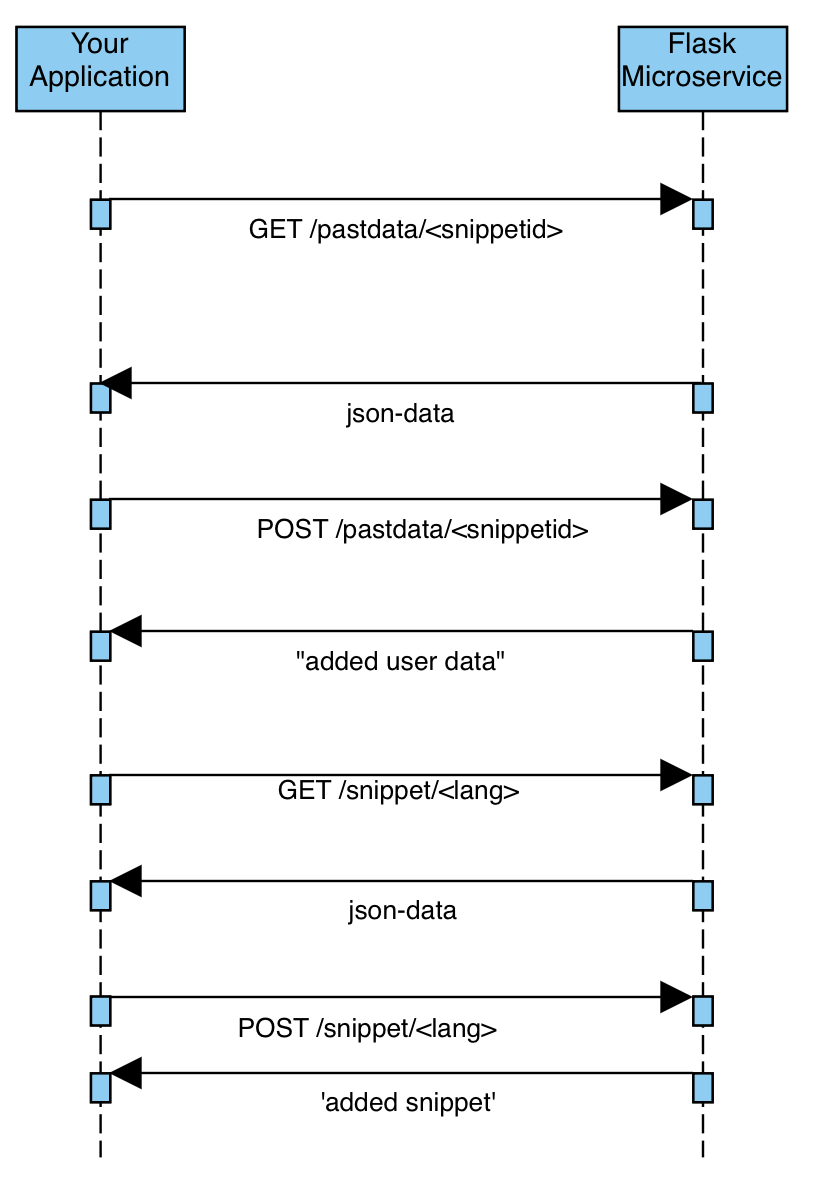 Your
Application
Flask
Microservice
GET /pastdata/<snippetid>
json-data
POST /pastdata/<snippetid>
"added user data"
GET /snippet/<lang>
json-data
POST /snippet/<lang>
'added snippet'